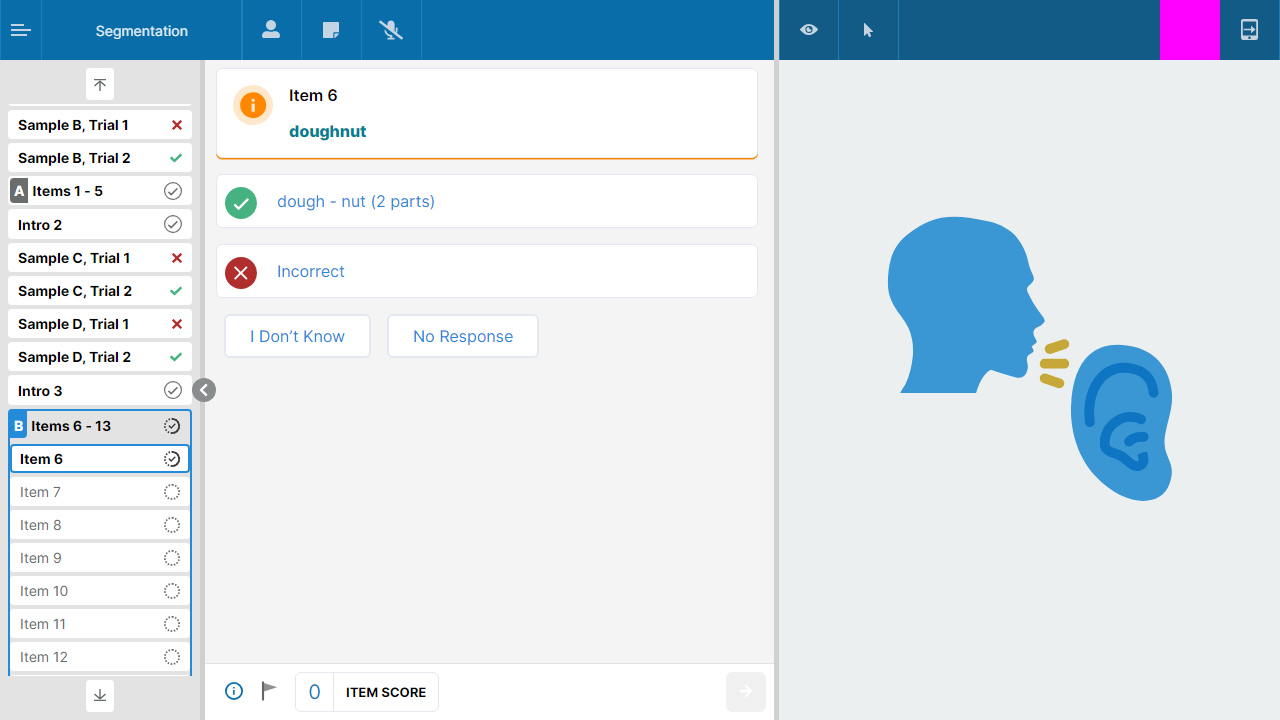 Segmentation
Sample B, Trial 1
Sample B, Trial 2
A Items 1 - 5
Intro 2
Sample C, Trial 1
Sample C, Trial 2
Sample D, Trial 1
Sample D, Trial 2
Intro 3
B Items 6 - 13
Item 6
Item 7
Item 8
Item 9
Item 10
Item 11
Item 12
Item 6
doughnut
dough - nut (2 parts)
Incorrect
I Don’t Know
No Response
0 ITEM SCORE